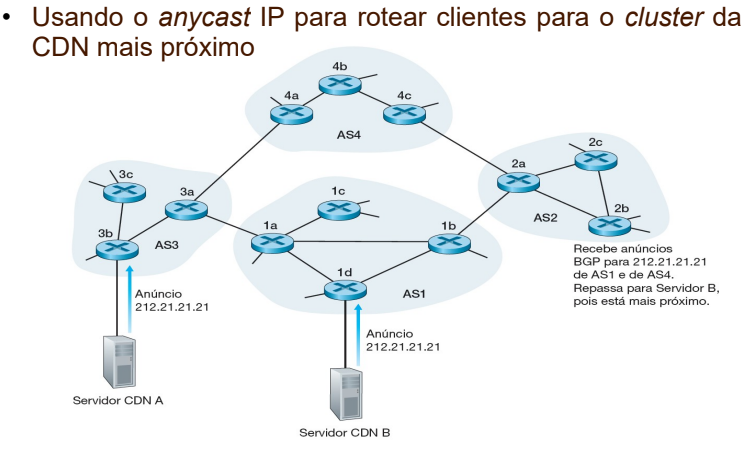 • Usando o anycast IP para rotear clientes para o cluster da
CDN mais próximo
4b
4a
4c
AS4
3c
3a
3b
AS3
1c
1a
1b
1d
AS1
2c
2a
2b
AS2
Recebe anúncios
BGP para 212.21.21.21
de AS1 e de AS4.
Repassa para Servidor B,
pois está mais próximo.
Anúncio
212.21.21.21
Anúncio
212.21.21.21
Servidor CDN A
Servidor CDN B